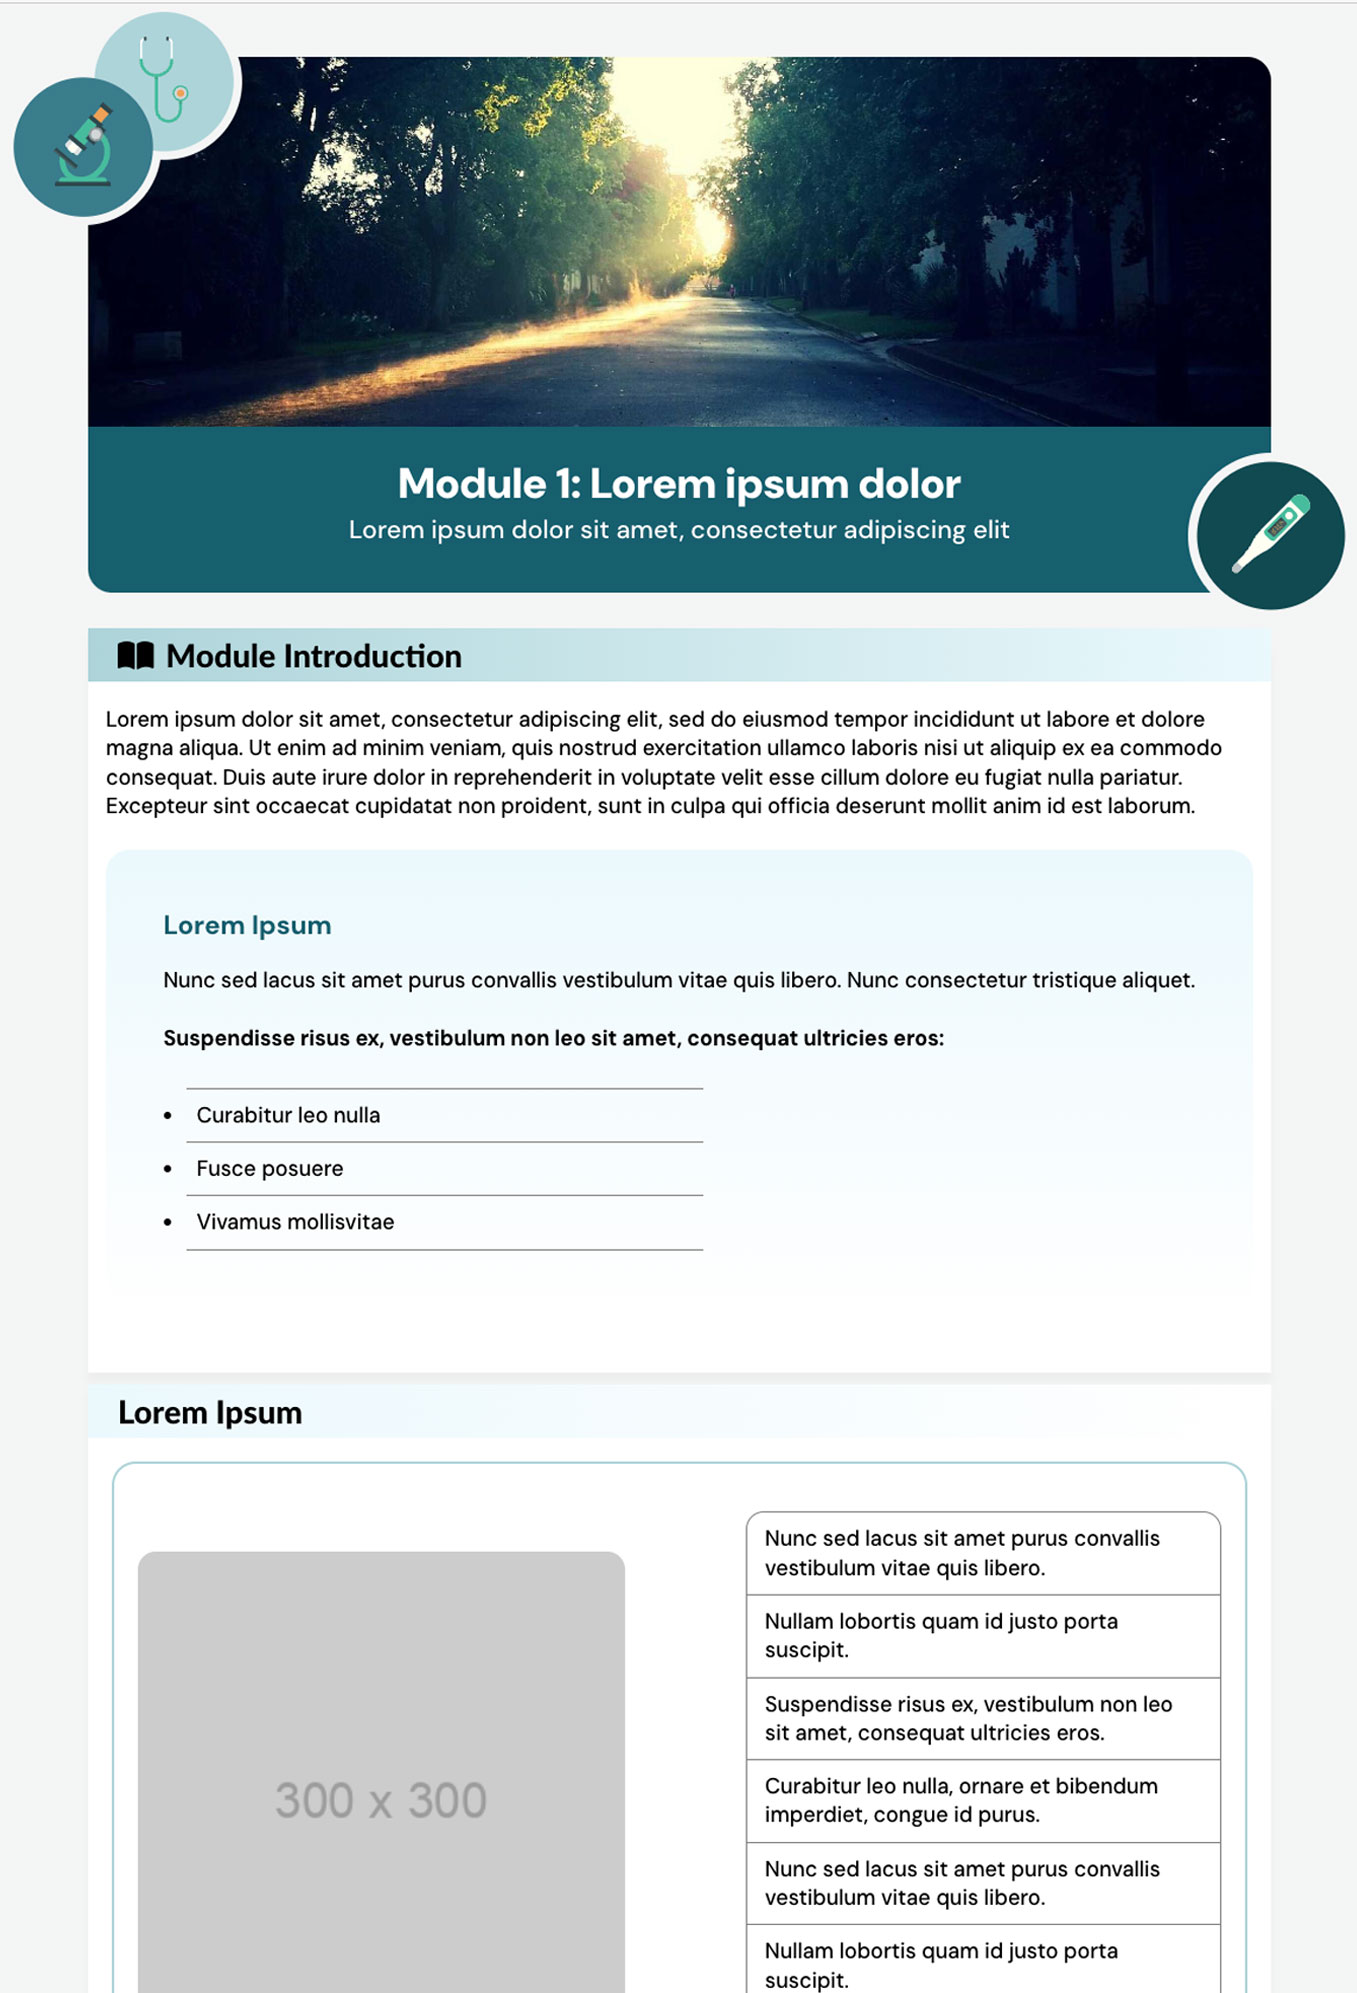 Module 1: Lorem ipsum dolor
Lorem ipsum dolor sit amet, consectetur adipiscing elit
Module Introduction
Lorem ipsum dolor sit amet, consectetur adipiscing elit, sed do eiusmod tempor incididunt ut labore et dolore
magna aliqua. Ut enim ad minim veniam, quis nostrud exercitation ullamco laboris nisi ut aliquip ex ea commodo
consequat. Duis aute irure dolor in reprehenderit in voluptate velit esse cillum dolore eu fugiat nulla pariatur.
Excepteur sint occaecat cupidatat non proident, sunt in culpa qui officia deserunt mollit anim id est laborum.
Lorem Ipsum
Nunc sed lacus sit amet purus convallis vestibulum vitae quis libero. Nunc consectetur tristique aliquet.
Suspendisse risus ex, vestibulum non leo sit amet, consequat ultricies eros:
• Curabitur leo nulla
• Fusce posuere
• Vivamus mollisvitae
Lorem Ipsum
300 x 300
Nunc sed lacus sit amet purus convallis
vestibulum vitae quis libero.
Nullam lobortis quam id justo porta
suscipit.
Suspendisse risus ex, vestibulum non leo
sit amet, consequat ultricies eros.
Curabitur leo nulla, ornare et bibendum
imperdiet, congue id purus.
Nunc sed lacus sit amet purus convallis
vestibulum vitae quis libero.
Nullam lobortis quam id justo porta
suscipit.